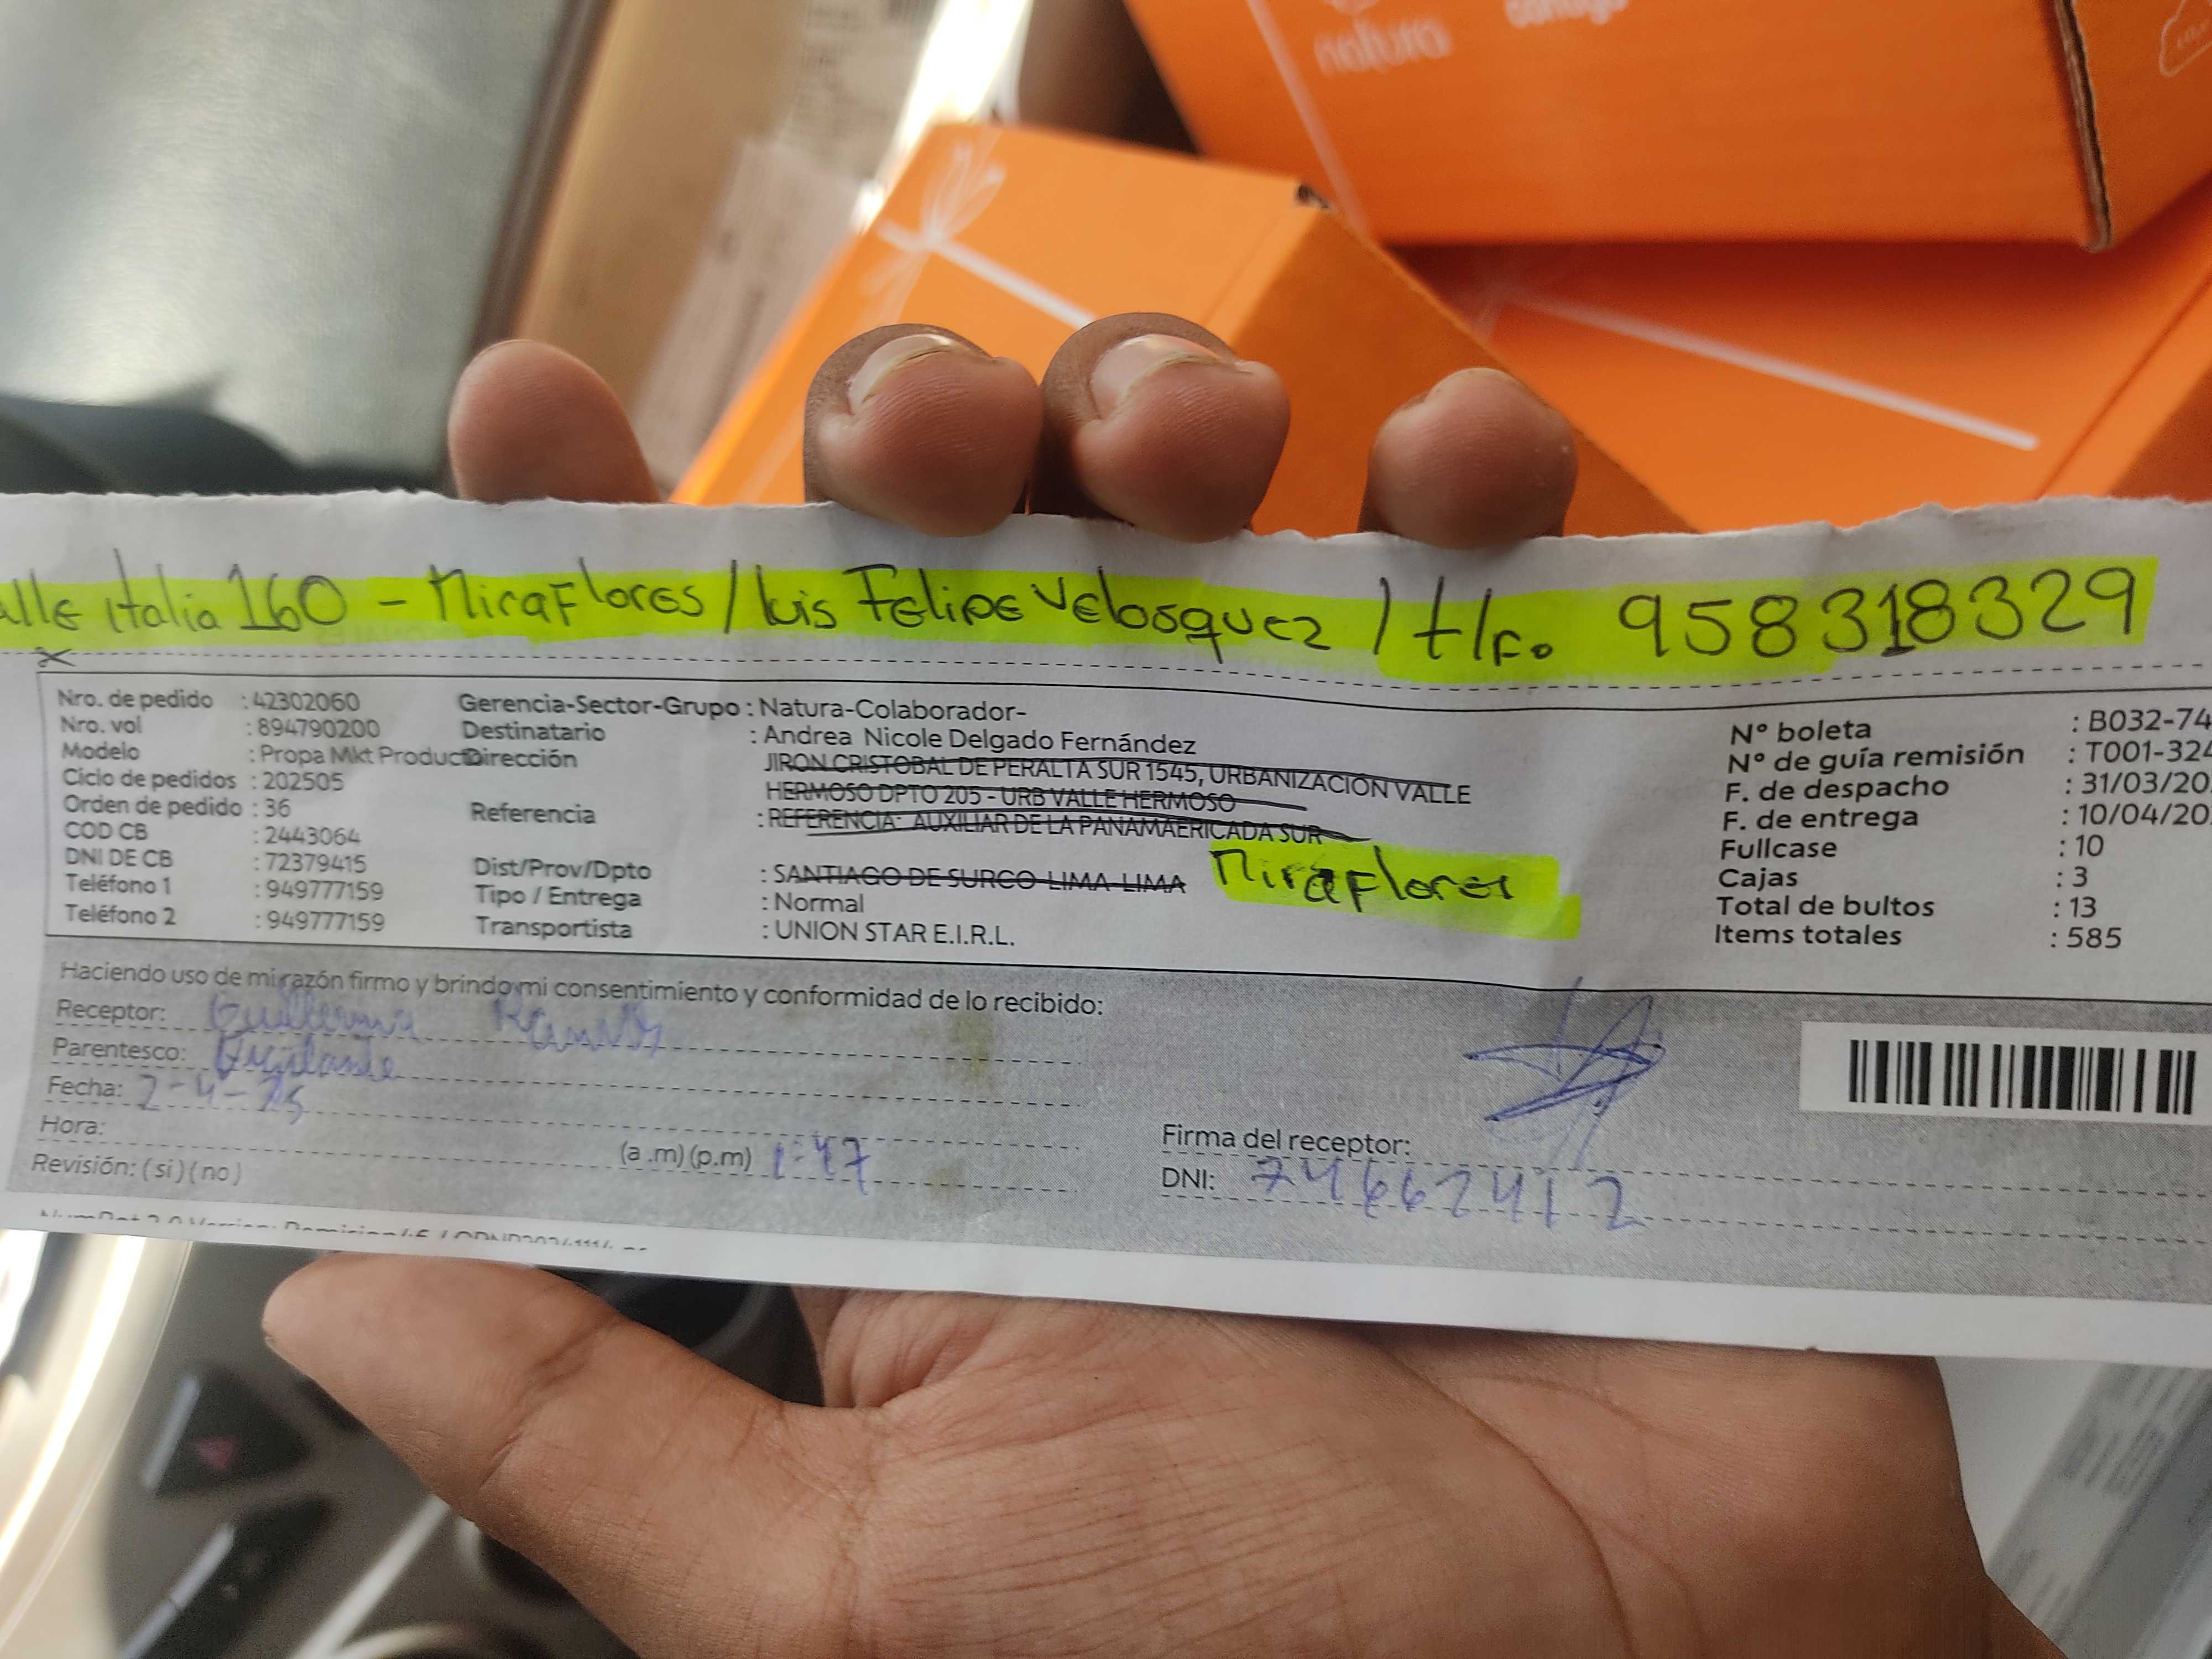 natura
alle italia 160 - Miraflores / luis Felipe Velasquez / tlfo. 958318329
Nro. de pedido : 42302060
Nro. vol : 894790200
Modelo : Propa Mkt Product
Ciclo de pedidos : 202505
Orden de pedido : 36
COD CB : 2443064
DNI DE CB : 72379415
Teléfono 1 : 949777159
Teléfono 2 : 949777159
Gerencia-Sector-Grupo : Natura-Colaborador-
Destinatario : Andrea Nicole Delgado Fernández
Dirección JIRON CRISTOBAL DE PERALTA SUR 1545, URBANIZACIÓN VALLE
HERMOSO DPTO 205 - URB VALLE HERMOSO
Referencia : REFERENCIA: AUXILIAR DE LA PANAMAERICADA SUR
Dist/Prov/Dpto : SANTIAGO DE SURCO-LIMA-LIMA Miraflores
Tipo / Entrega : Normal
Transportista : UNION STAR E.I.R.L.
N° boleta : B032-74
N° de guía remisión : T001-324
F. de despacho : 31/03/20
F. de entrega : 10/04/20
Fullcase : 10
Cajas : 3
Total de bultos : 13
Items totales : 585
Haciendo uso de mi razón firmo y brindo mi consentimiento y conformidad de lo recibido:
Receptor: Guillermo Ramos
Parentesco: Vigilante
Fecha: 2-4-25
Hora: (a .m) (p.m) 1:47
Revisión: ( si ) ( no )
Firma del receptor:
DNI: 74662412